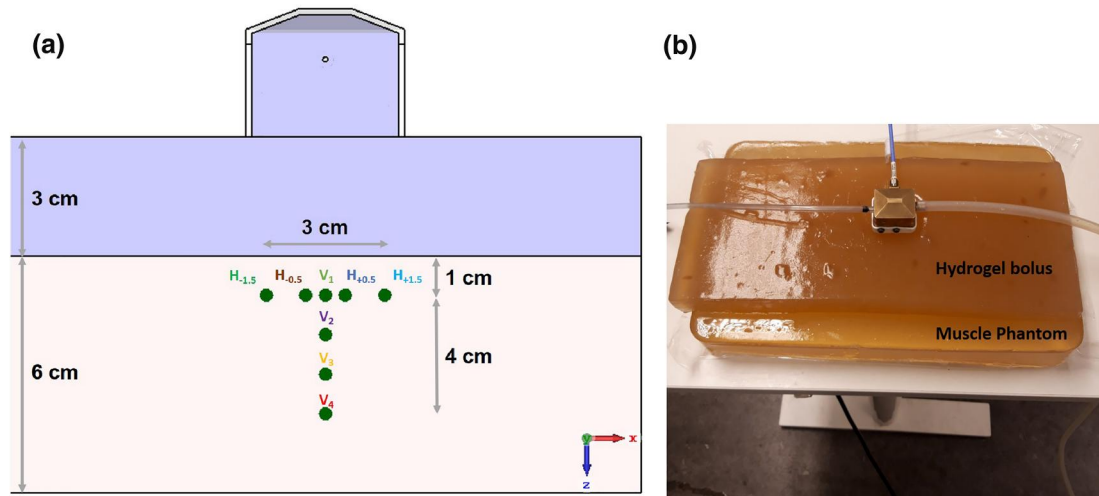 (a)
3 cm
3 cm
H-1.5 H-0.5 V1 H+0.5 H+1.5
1 cm
V2
6 cm
V3
4 cm
V4
y x
z
(b)
Hydrogel bolus
Muscle Phantom